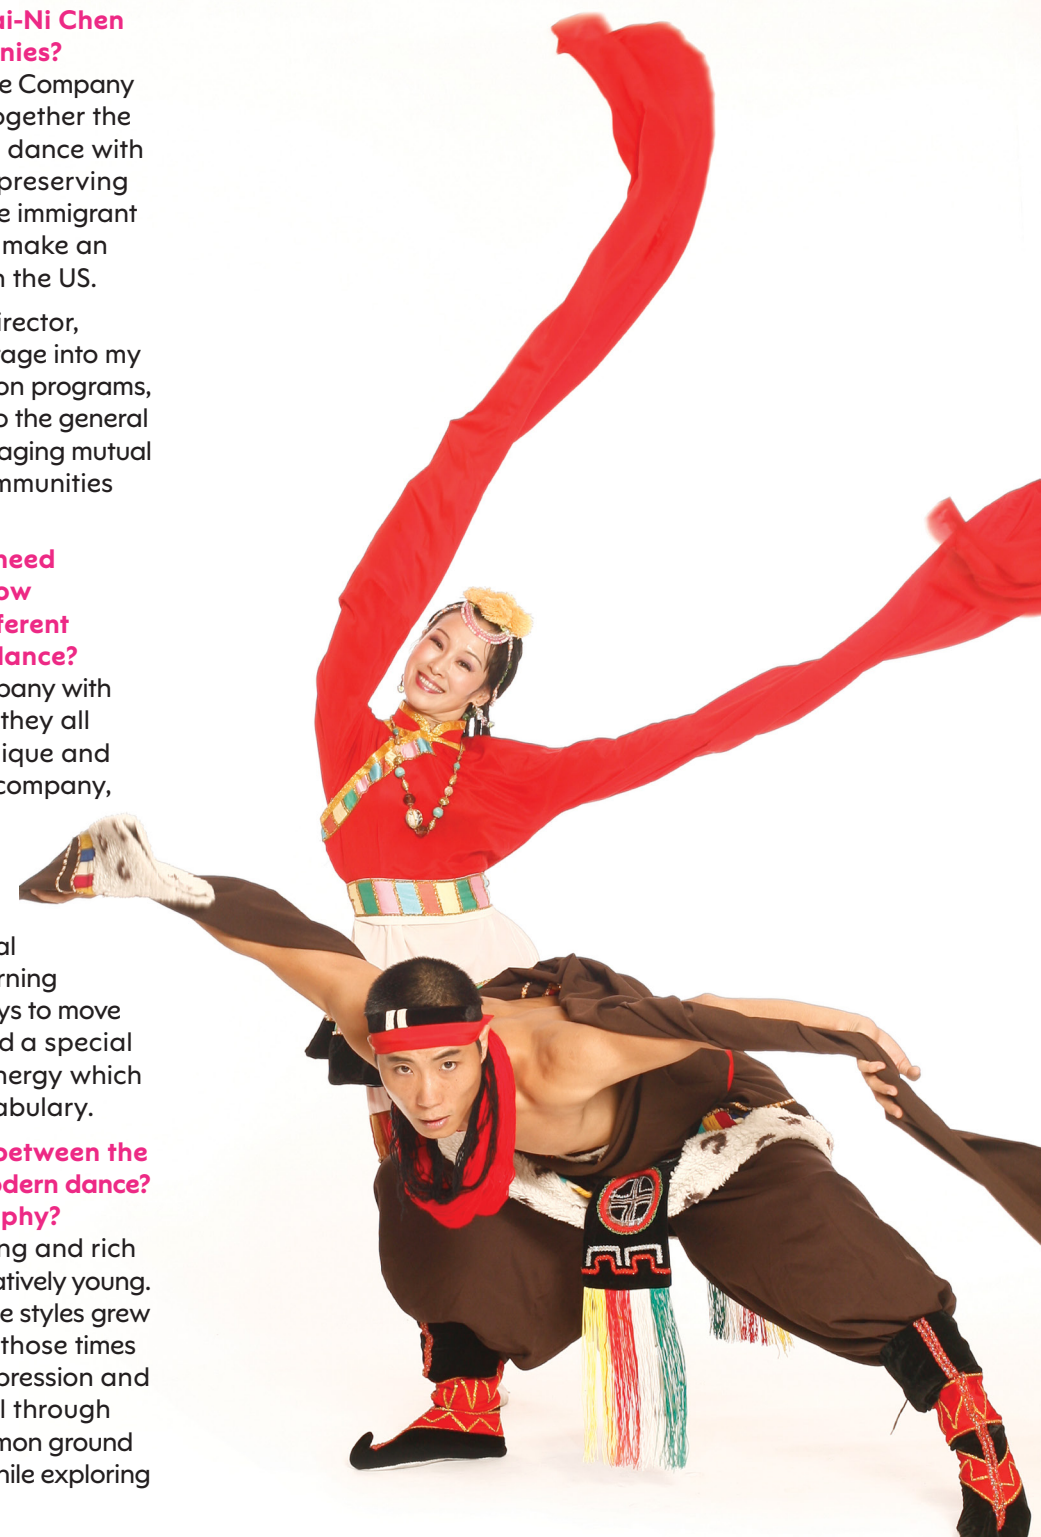 ai-Ni Chen
nies?
e Company
ogether the
dance with
preserving
e immigrant
make an
n the US.
irector,
age into my
on programs,
o the general
aging mutual
mmunities
need
ow
ferent
dance?
pany with
they all
ique and
company,
al
rning
ys to move
d a special
nergy which
abulary.
between the
odern dance?
phy?
ng and rich
atively young.
e styles grew
those times
pression and
l through
mon ground
hile exploring